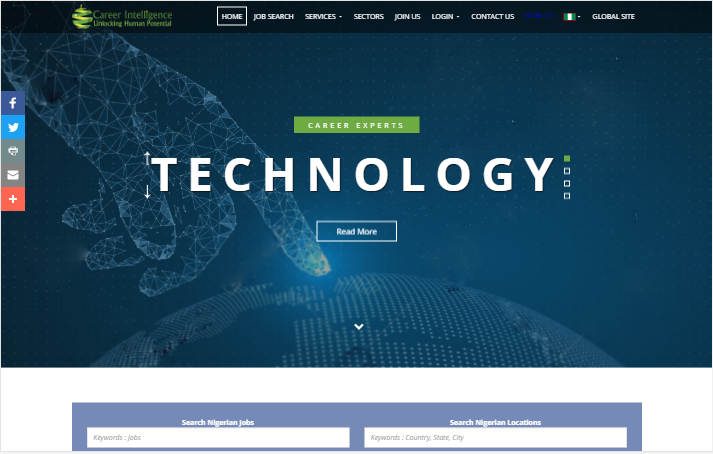 Career Intelligence
Unlocking Human Potential
HOME JOB SEARCH SERVICES SECTORS JOIN US LOGIN CONTACT US GLOBAL SITE
CAREER EXPERTS
TECHNOLOGY
Read More
Search Nigerian Jobs Search Nigerian Locations
Keywords : Jobs Keywords : Country, State, City